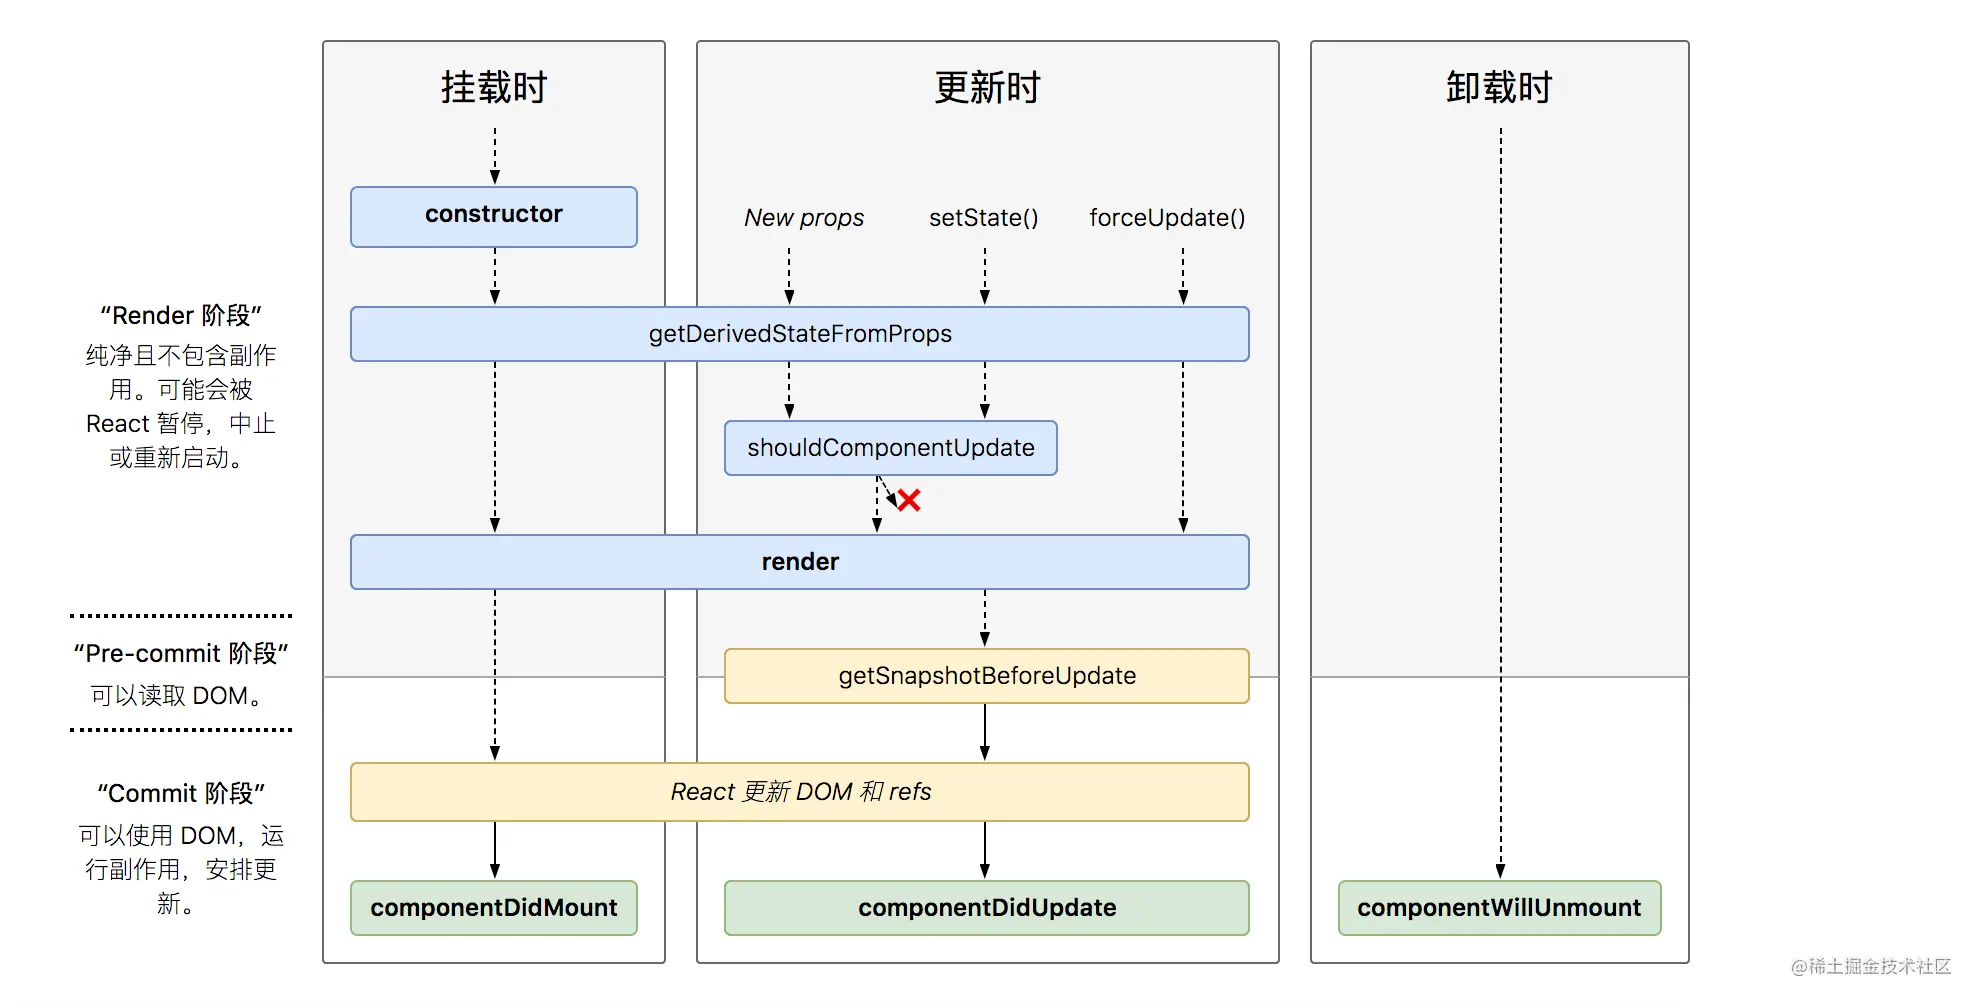 挂载时
更新时
卸载时
constructor
New props
setState()
forceUpdate()
“Render 阶段”
纯净且不包含副作
用。可能会被
React 暂停，中止
或重新启动。
getDerivedStateFromProps
shouldComponentUpdate
render
“Pre-commit 阶段”
可以读取 DOM。
getSnapshotBeforeUpdate
“Commit 阶段”
可以使用 DOM，运
行副作用，安排更
新。
React 更新 DOM 和 refs
componentDidMount
componentDidUpdate
componentWillUnmount
@稀土掘金技术社区